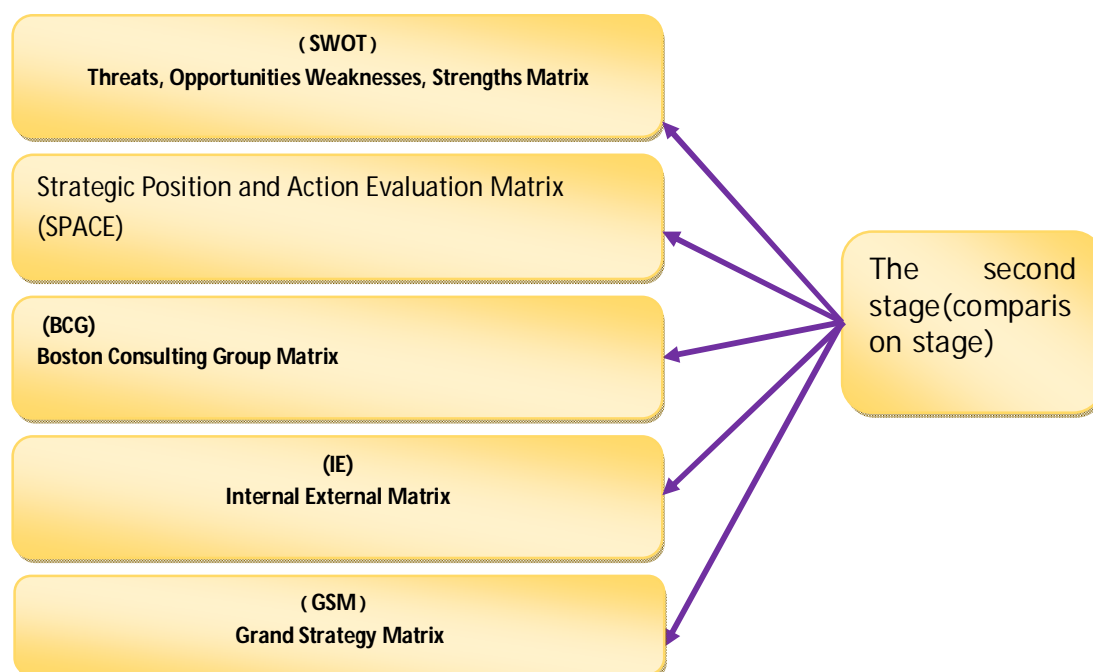 (SWOT)
Threats, Opportunities Weaknesses, Strengths Matrix
Strategic Position and Action Evaluation Matrix
(SPACE)
(BCG)
Boston Consulting Group Matrix
(IE)
Internal External Matrix
(GSM)
Grand Strategy Matrix
The second
stage(comparis
on stage)